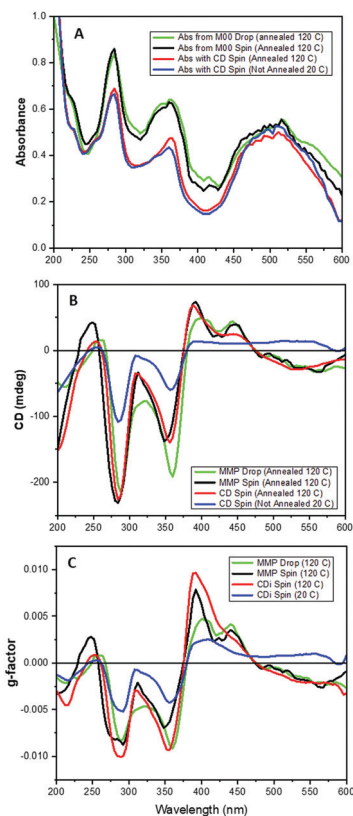 A
Abs from M00 Drop (annealed 120 C)
Abs from M00 Spin (Annealed 120 C)
Abs with CD Spin (Annealed 120 C)
Abs with CD Spin (Not Annealed 20 C)
Absorbance
1.0
0.8
0.6
0.4
0.2
0.0
200 250 300 350 400 450 500 550 600
B
CD (mdeg)
100
0
-100
-200
MMP Drop (Annealed 120 C)
MMP Spin (Annealed 120 C)
CD Spin (Annealed 120 C)
CD Spin (Not Annealed 20 C)
200 250 300 350 400 450 500 550 600
C
MMP Drop (120 C)
MMP Spin (120 C)
CDi Spin (120 C)
CDi Spin (20 C)
g-factor
0.010
0.005
0.000
-0.005
-0.010
200 250 300 350 400 450 500 550 600
Wavelength (nm)